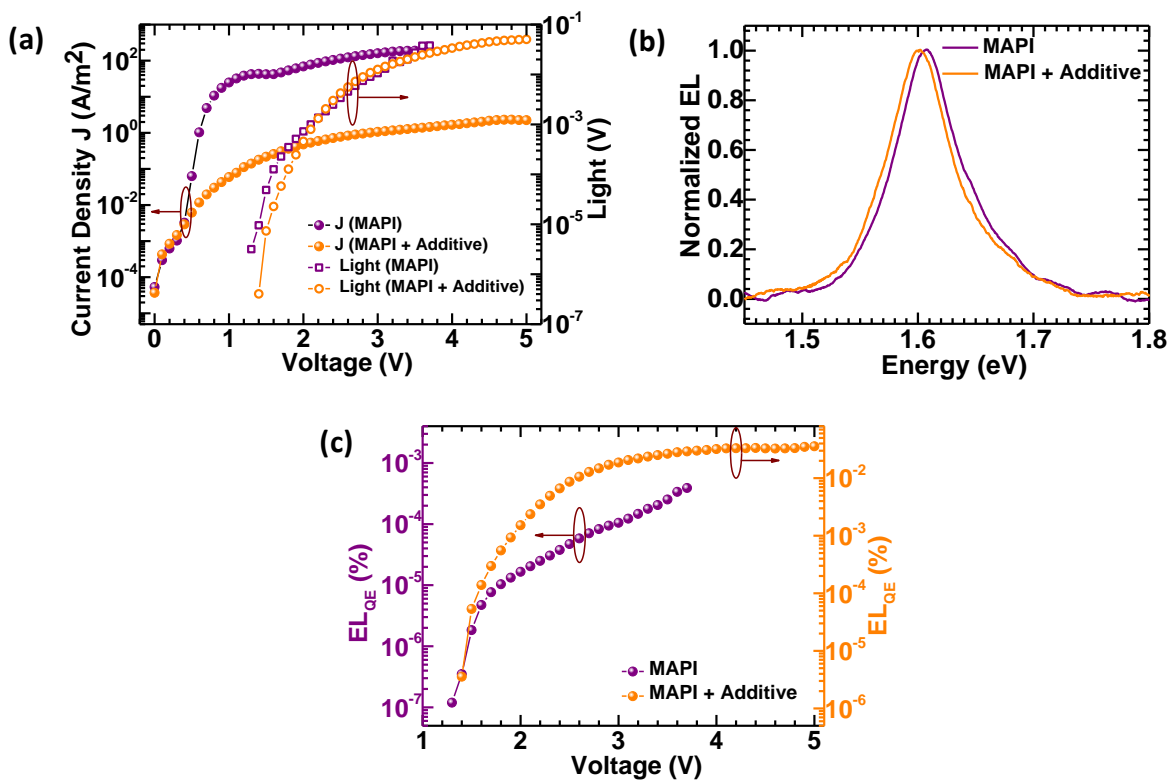 (a)
Current Density J (A/m²)
10²
10⁰
10⁻²
10⁻⁴
0 1 2 3 4 5
Voltage (V)
10⁻¹
10⁻³
10⁻⁵
10⁻⁷
Light (V)
J (MAPI)
J (MAPI + Additive)
Light (MAPI)
Light (MAPI + Additive)
(b)
Normalized EL
1.0
0.8
0.6
0.4
0.2
0.0
1.5 1.6 1.7 1.8
Energy (eV)
MAPI
MAPI + Additive
(c)
EL_QE (%)
10⁻³
10⁻⁴
10⁻⁵
10⁻⁶
10⁻⁷
1 2 3 4 5
Voltage (V)
10⁻²
10⁻³
10⁻⁴
10⁻⁵
10⁻⁶
EL_QE (%)
MAPI
MAPI + Additive